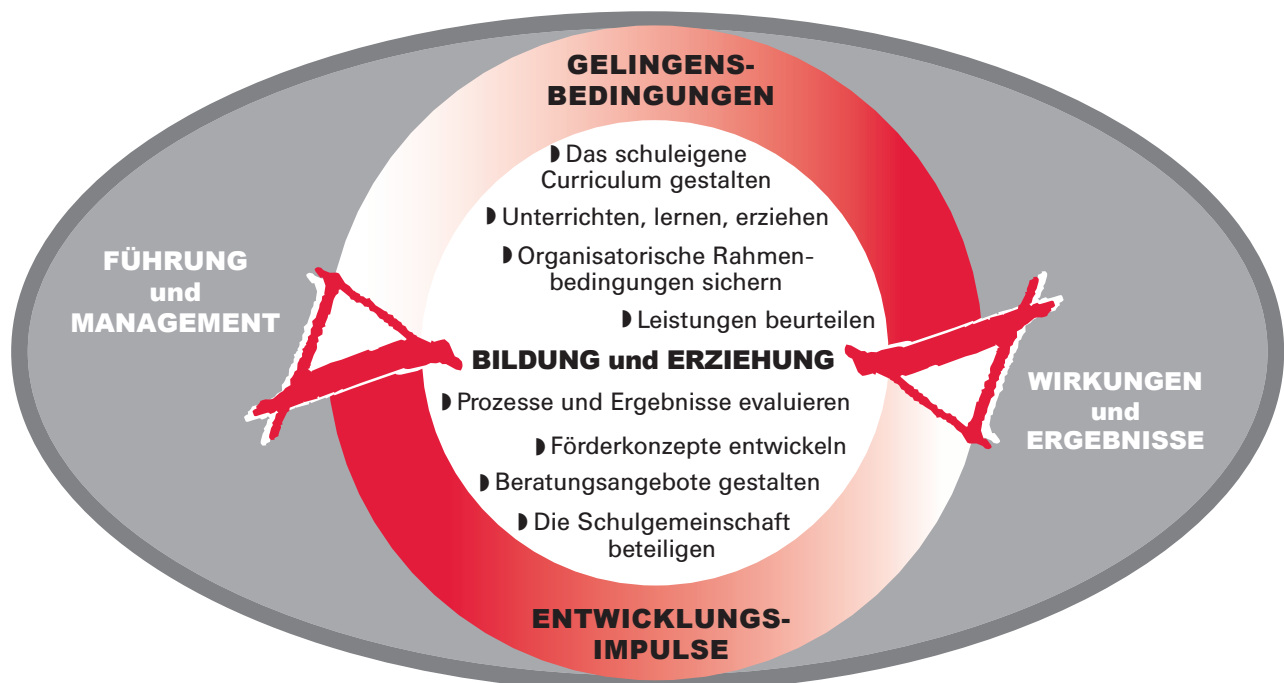 GELINGENS-
BEDINGUNGEN
◗ Das schuleigene
Curriculum gestalten
◗ Unterrichten, lernen, erziehen
◗ Organisatorische Rahmen-
bedingungen sichern
◗ Leistungen beurteilen
FÜHRUNG
und
MANAGEMENT
BILDUNG und ERZIEHUNG
WIRKUNGEN
und
ERGEBNISSE
◗ Prozesse und Ergebnisse evaluieren
◗ Förderkonzepte entwickeln
◗ Beratungsangebote gestalten
◗ Die Schulgemeinschaft
beteiligen
ENTWICKLUNGS-
IMPULSE